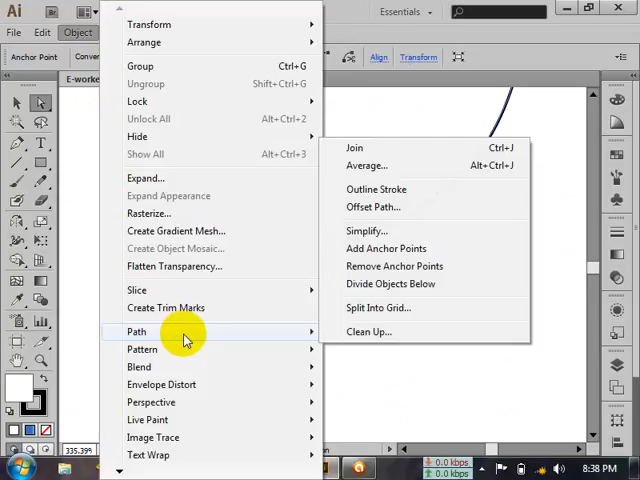 Ai
Essentials
File
Object
Anchor Point
Conver
Align
Transform
E-worke
Transform
Arrange
Group Ctrl+G
Ungroup Shift+Ctrl+G
Lock
Unlock All Alt+Ctrl+2
Hide
Show All Alt+Ctrl+3
Expand...
Expand Appearance
Rasterize...
Create Gradient Mesh...
Create Object Mosaic...
Flatten Transparency...
Slice
Create Trim Marks
Path
Pattern
Blend
Envelope Distort
Perspective
Live Paint
Image Trace
Text Wrap
Join Ctrl+J
Average... Alt+Ctrl+J
Outline Stroke
Offset Path...
Simplify...
Add Anchor Points
Remove Anchor Points
Divide Objects Below
Split Into Grid...
Clean Up...
335.399
0.0 kbps
0.0 kbps
8:38 PM